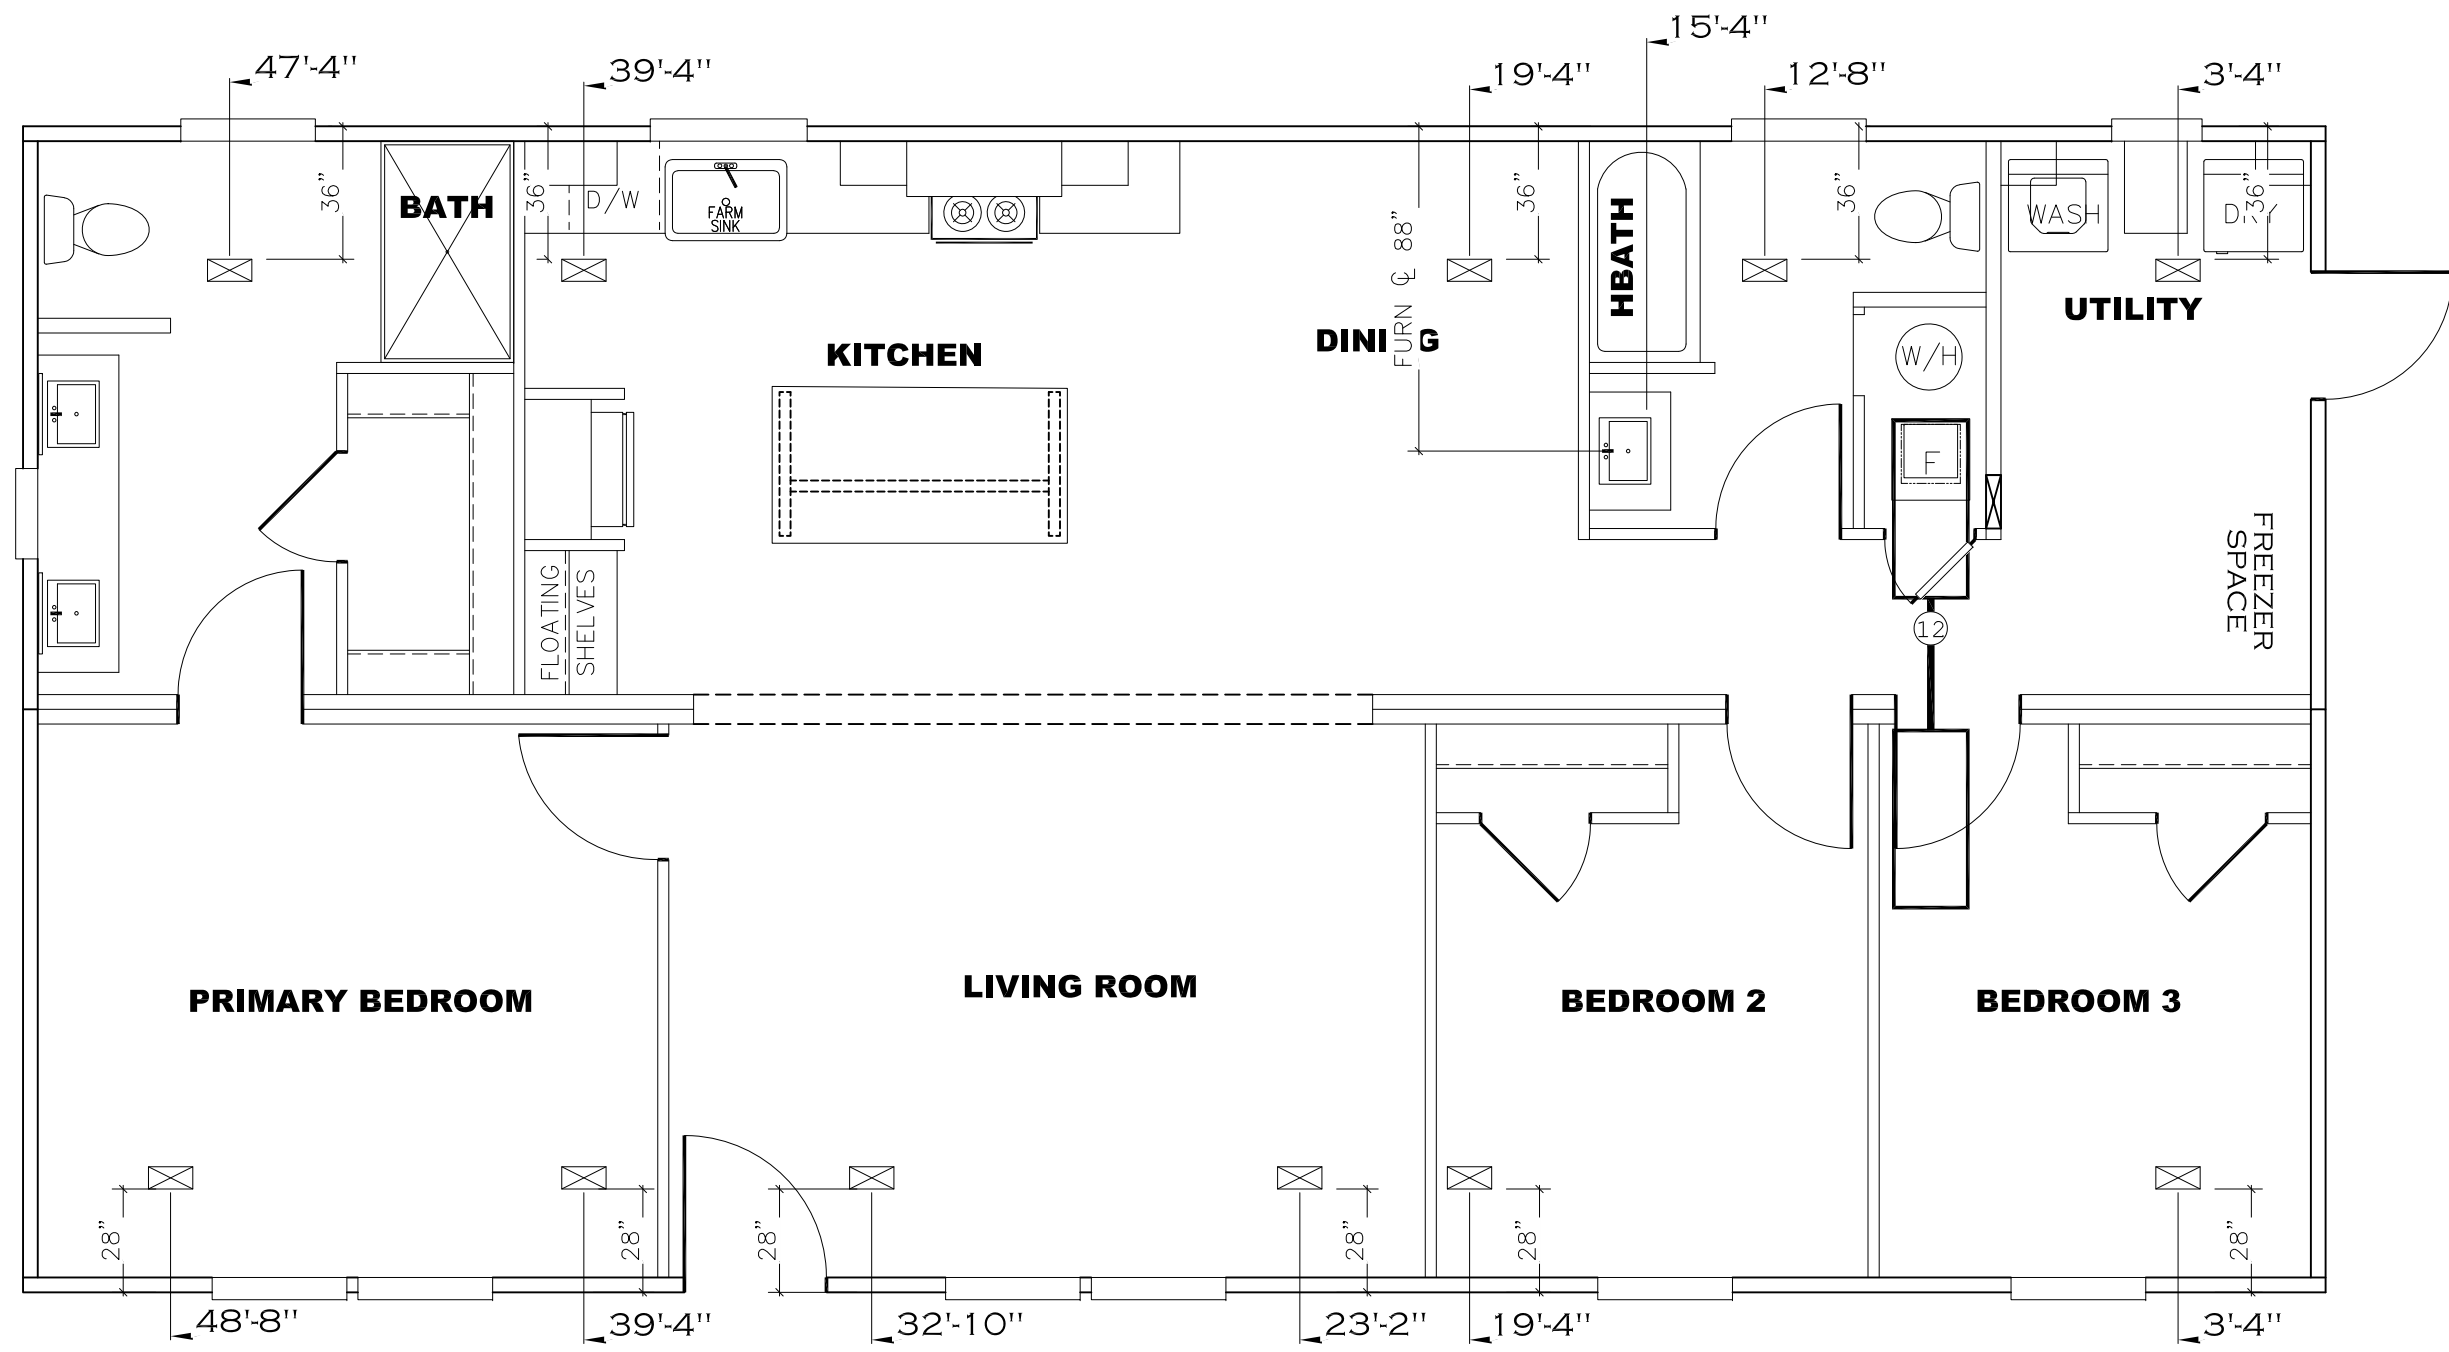 47'-4"
39'-4"
19'-4"
15'-4"
12'-8"
3'-4"
36"
36"
36"
36"
36"
BATH
D/W
FARM
SINK
FURN ℄ 88"
HBATH
WASH
DRY
KITCHEN
DINING
UTILITY
W/H
F
FLOATING
SHELVES
FREEZER
SPACE
12
PRIMARY BEDROOM
LIVING ROOM
BEDROOM 2
BEDROOM 3
28"
28"
28"
28"
28"
28"
48'-8"
39'-4"
32'-10"
23'-2"
19'-4"
3'-4"